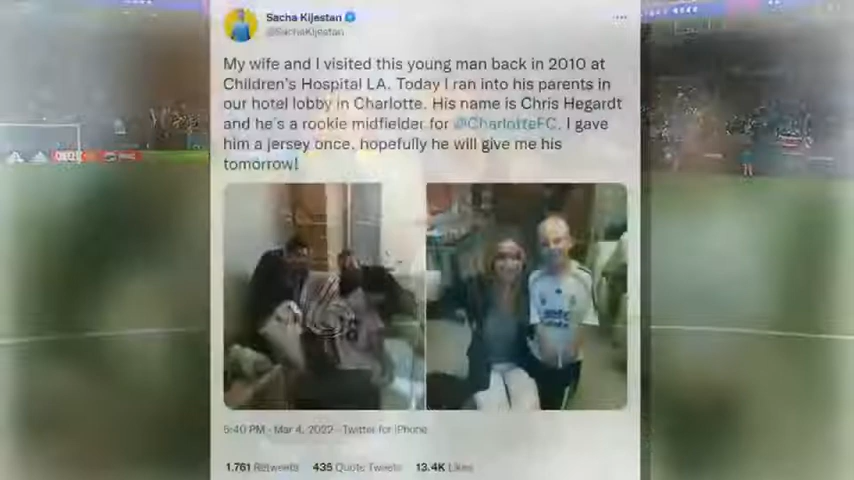 Sacha Kljestan
@SachaKljestan
My wife and I visited this young man back in 2010 at
Children's Hospital LA. Today I ran into his parents in
our hotel lobby in Charlotte. His name is Chris Hegardt
and he's a rookie midfielder for @CharlotteFC. I gave
him a jersey once, hopefully he will give me his
tomorrow!
5:40 PM · Mar 4, 2022 · Twitter for iPhone
1,761 Retweets 435 Quote Tweets 13.4K Likes